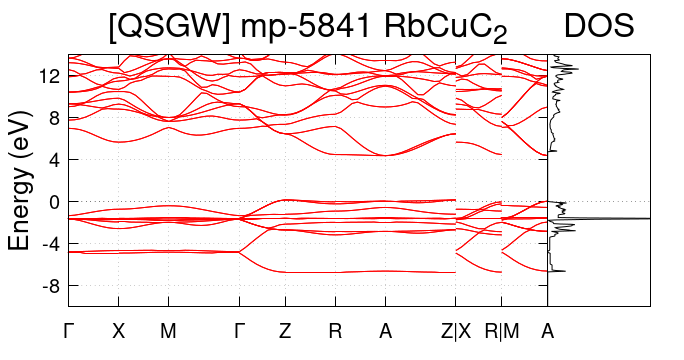 [QSGW] mp-5841 RbCuC₂ DOS
Energy (eV)
12
8
4
0
-4
-8
Γ X M Γ Z R A Z|X R|M A